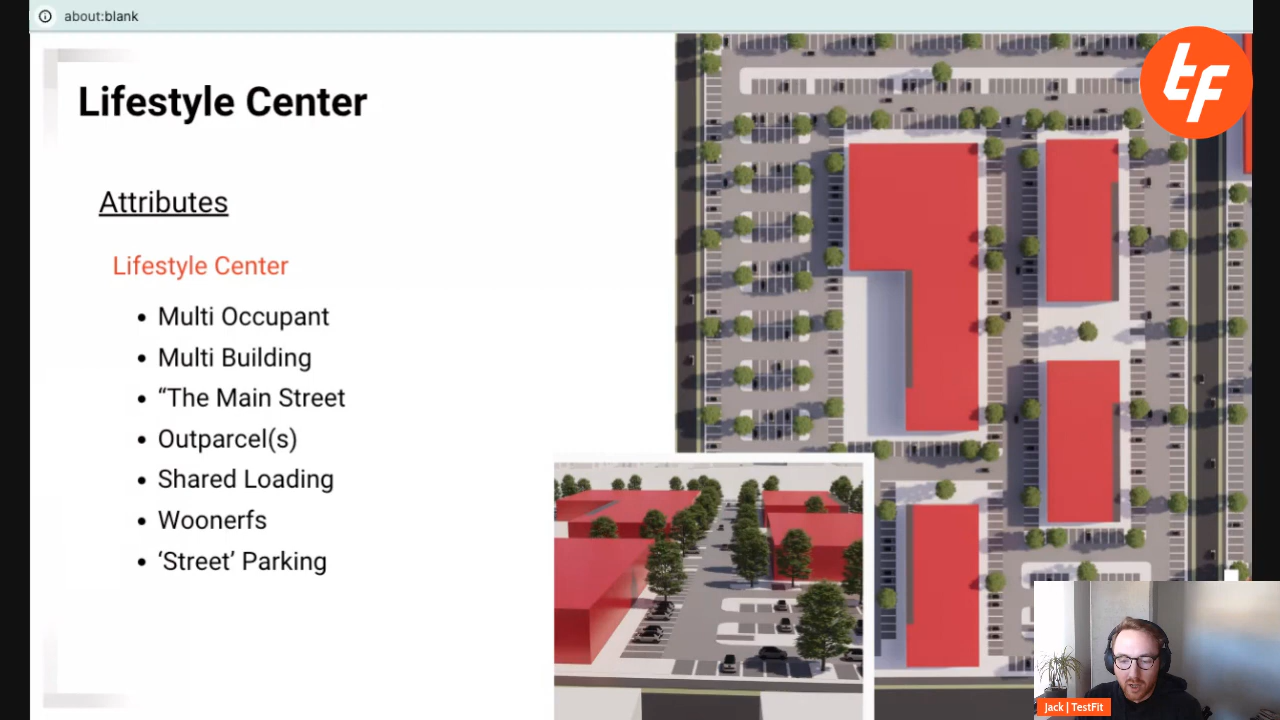 about:blank
tf
Lifestyle Center
Attributes
Lifestyle Center
• Multi Occupant
• Multi Building
• “The Main Street
• Outparcel(s)
• Shared Loading
• Woonerfs
• ‘Street’ Parking
Jack | TestFit